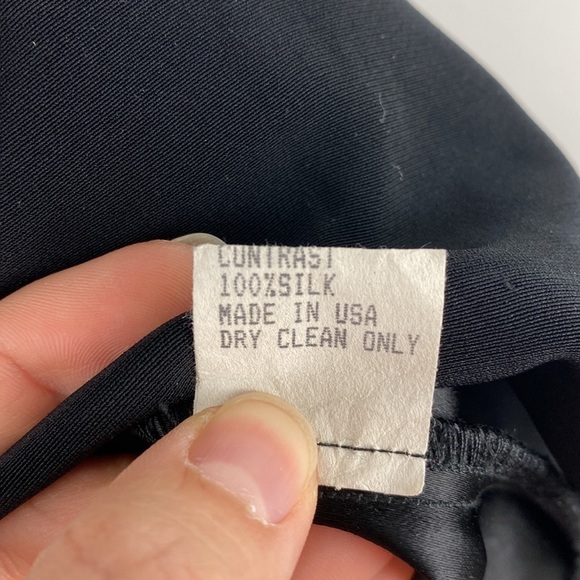 CONTRAST
100%SILK
MADE IN USA
DRY CLEAN ONLY